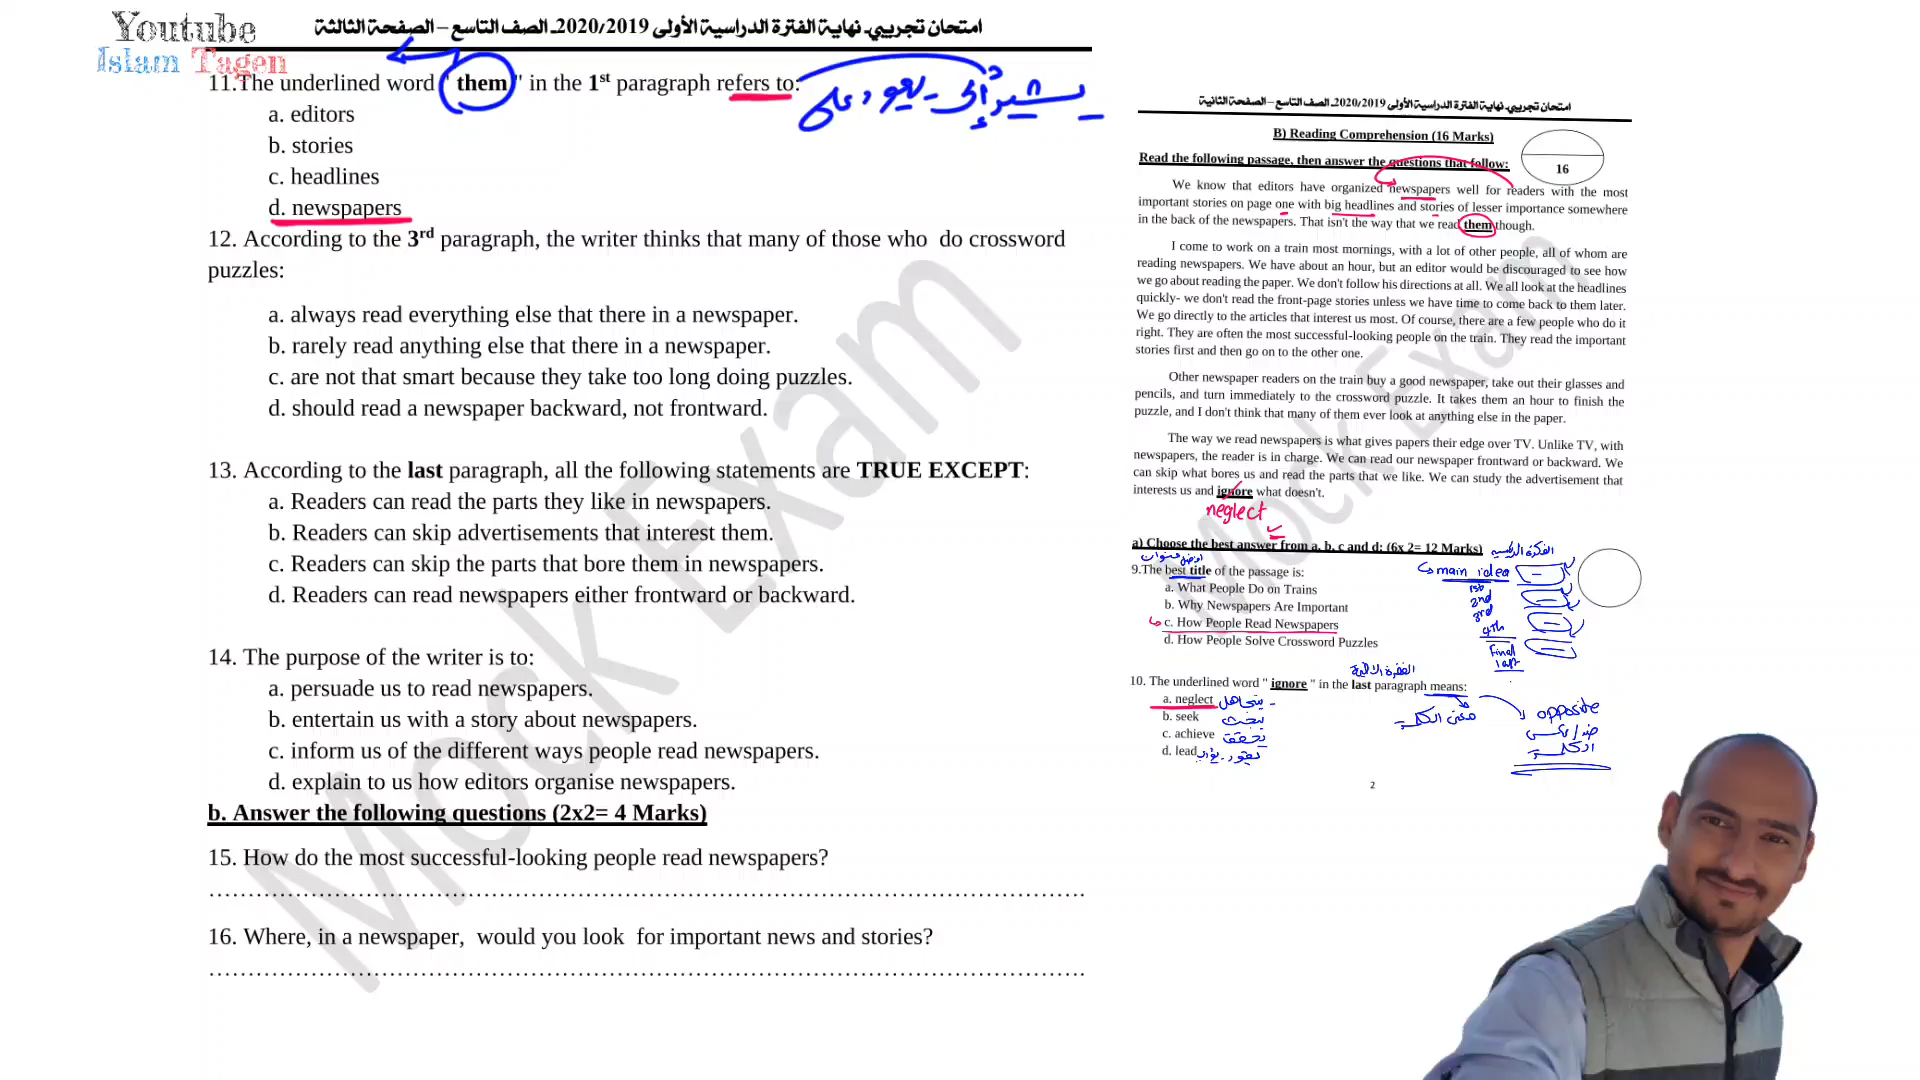 Youtube
Islam Tagen
امتحان تجريبي- نهاية الفترة الدراسية الأولى 2020/2019ـ الصف التاسع – الصفحة الثالثة
11.The underlined word " them " in the 1st paragraph refers to:
يشير إلى - يعود على
a. editors
b. stories
c. headlines
d. newspapers
12. According to the 3rd paragraph, the writer thinks that many of those who do crossword
puzzles:
a. always read everything else that there in a newspaper.
b. rarely read anything else that there in a newspaper.
c. are not that smart because they take too long doing puzzles.
d. should read a newspaper backward, not frontward.
13. According to the last paragraph, all the following statements are TRUE EXCEPT:
a. Readers can read the parts they like in newspapers.
b. Readers can skip advertisements that interest them.
c. Readers can skip the parts that bore them in newspapers.
d. Readers can read newspapers either frontward or backward.
14. The purpose of the writer is to:
a. persuade us to read newspapers.
b. entertain us with a story about newspapers.
c. inform us of the different ways people read newspapers.
d. explain to us how editors organise newspapers.
b. Answer the following questions (2x2= 4 Marks)
15. How do the most successful-looking people read newspapers?
16. Where, in a newspaper, would you look for important news and stories?
Mock Exam
امتحان تجريبي- نهاية الفترة الدراسية الأولى 2020/2019ـ الصف التاسع – الصفحة الثانية
B) Reading Comprehension (16 Marks)
Read the following passage, then answer the questions that follow:
16
We know that editors have organized newspapers well for readers with the most
important stories on page one with big headlines and stories of lesser importance somewhere
in the back of the newspapers. That isn't the way that we read them though.
I come to work on a train most mornings, with a lot of other people, all of whom are
reading newspapers. We have about an hour, but an editor would be discouraged to see how
we go about reading the paper. We don't follow his directions at all. We all look at the headlines
quickly- we don't read the front-page stories unless we have time to come back to them later.
We go directly to the articles that interest us most. Of course, there are a few people who do it
right. They are often the most successful-looking people on the train. They read the important
stories first and then go on to the other one.
Other newspaper readers on the train buy a good newspaper, take out their glasses and
pencils, and turn immediately to the crossword puzzle. It takes them an hour to finish the
puzzle, and I don't think that many of them ever look at anything else in the paper.
The way we read newspapers is what gives papers their edge over TV. Unlike TV, with
newspapers, the reader is in charge. We can read our newspaper frontward or backward. We
can skip what bores us and read the parts that we like. We can study the advertisement that
interests us and ignore what doesn't.
neglect
a) Choose the best answer from a, b, c and d: (6x 2= 12 Marks)
الفكرة الرئيسية
main idea
1st
2nd
3rd
4th
final
last
9.The best title of the passage is:
a. What People Do on Trains
b. Why Newspapers Are Important
c. How People Read Newspapers
d. How People Solve Crossword Puzzles
10. The underlined word " ignore " in the last paragraph means:
a. neglect يتجاهل
b. seek يبحث
c. achieve يحقق
d. lead يقود
معنى الكلمة
opposite
ضد/عكس
الكلمة
2
Mock Exam